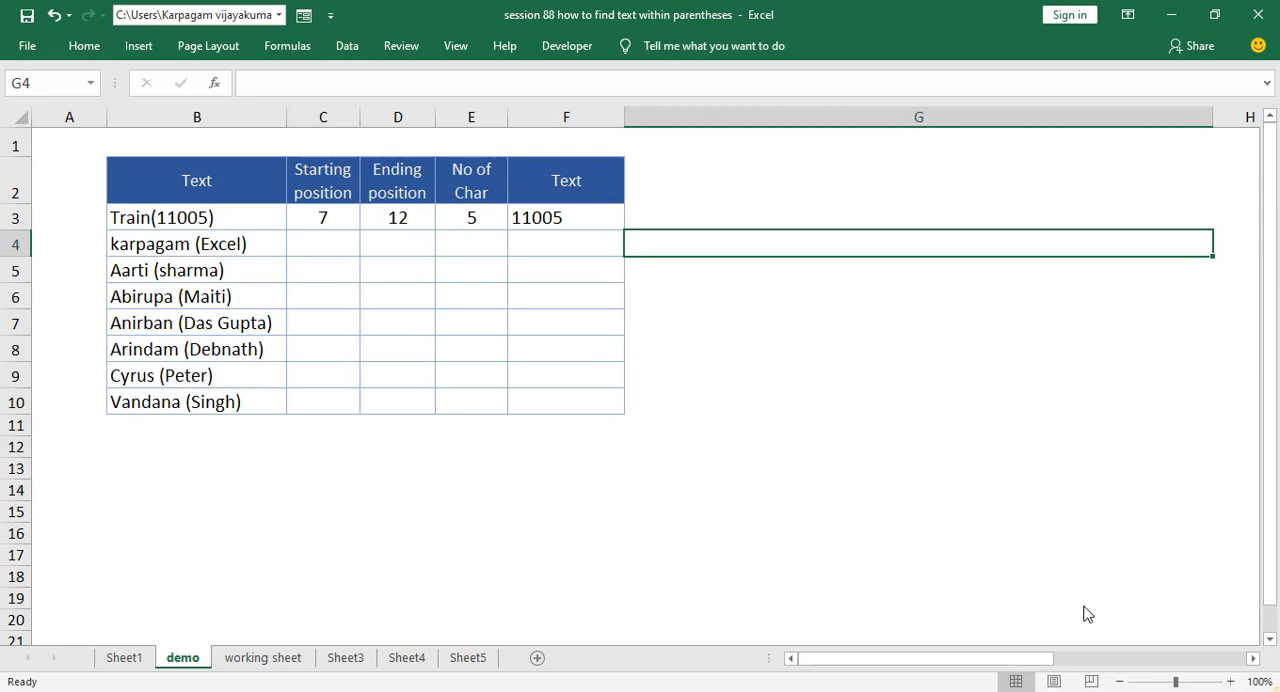 C:\Users\Karpagam vijayakuma
session 88 how to find text within parentheses - Excel
Sign in
File Home Insert Page Layout Formulas Data Review View Help Developer Tell me what you want to do Share
G4 fx
A B C D E F G H
1
2 Text Starting position Ending position No of Char Text
3 Train(11005) 7 12 5 11005
4 karpagam (Excel)
5 Aarti (sharma)
6 Abirupa (Maiti)
7 Anirban (Das Gupta)
8 Arindam (Debnath)
9 Cyrus (Peter)
10 Vandana (Singh)
11
12
13
14
15
16
17
18
19
20
21
Sheet1 demo working sheet Sheet3 Sheet4 Sheet5
Ready 100%